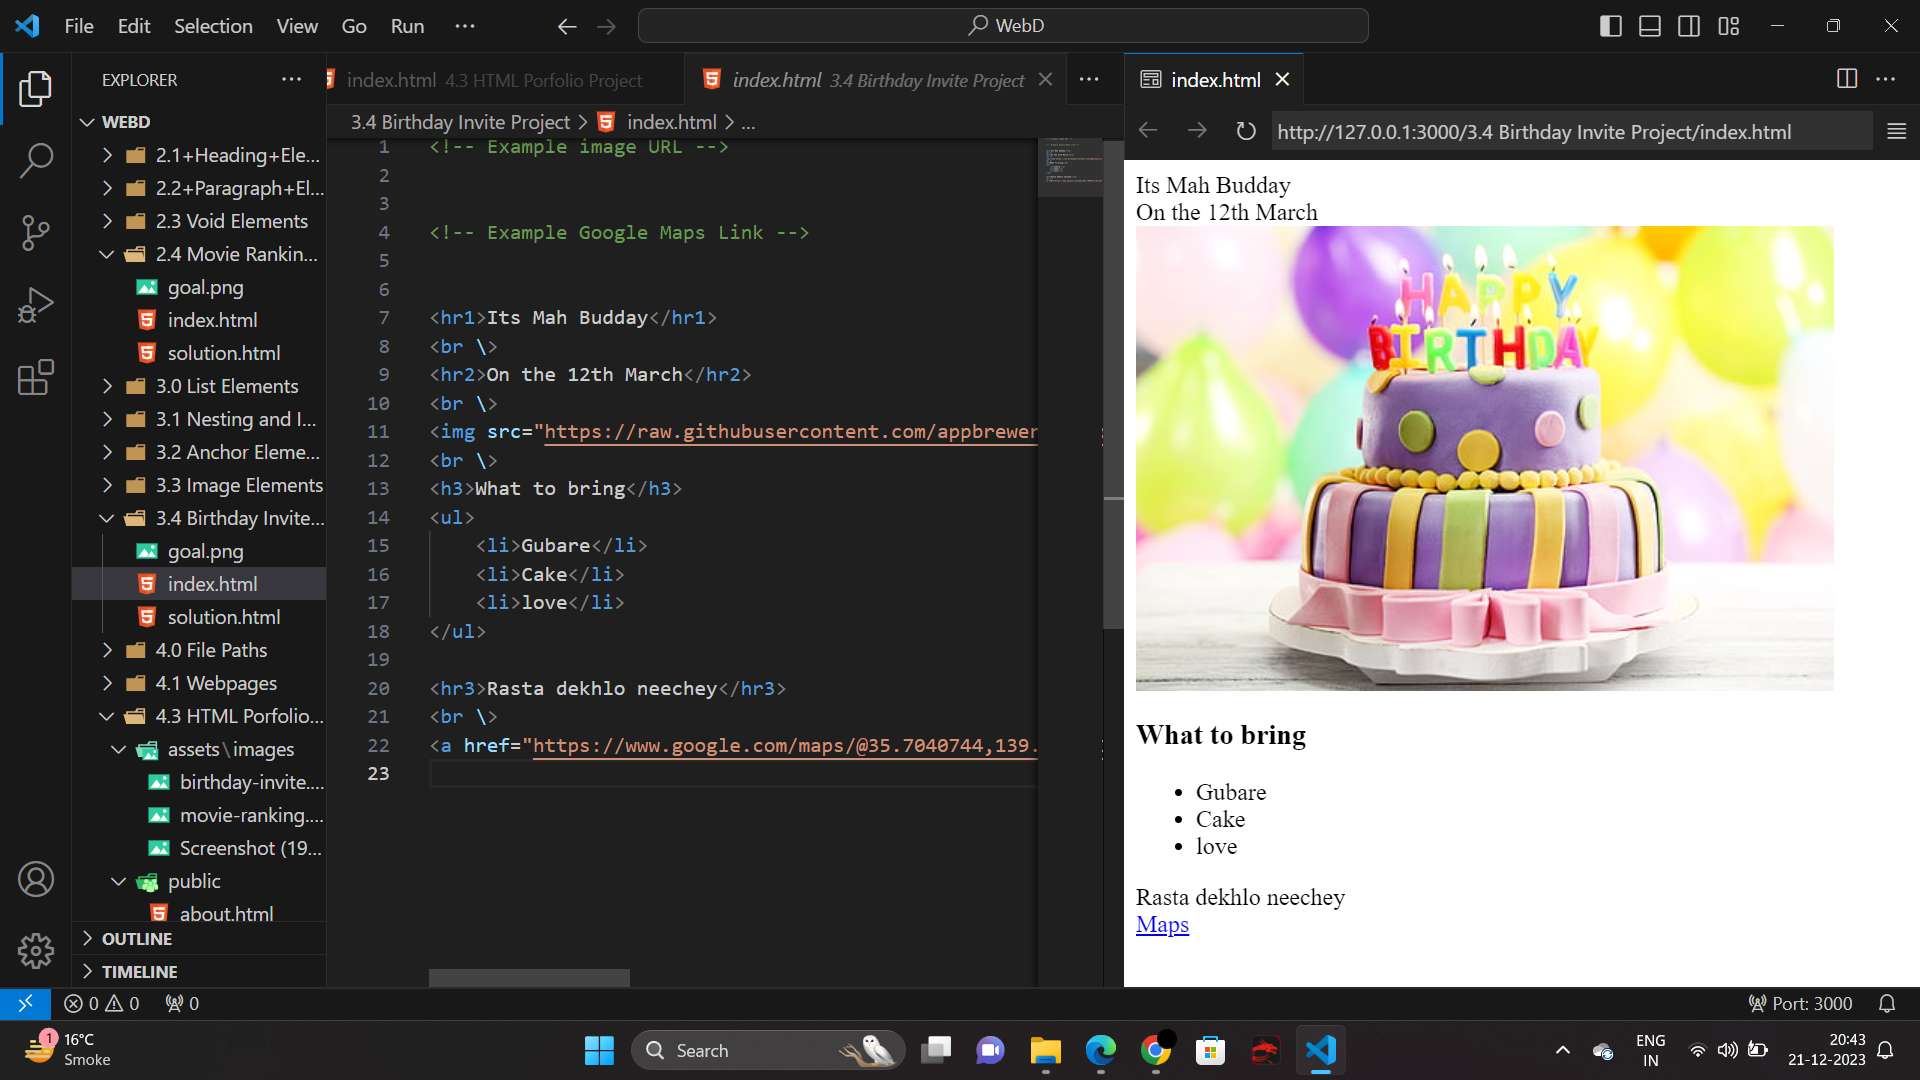 File Edit Selection View Go Run ··· WebD
EXPLORER ···
WEBD
2.1+Heading+Ele...
2.2+Paragraph+El...
2.3 Void Elements
2.4 Movie Rankin...
goal.png
index.html
solution.html
3.0 List Elements
3.1 Nesting and I...
3.2 Anchor Eleme...
3.3 Image Elements
3.4 Birthday Invite...
goal.png
index.html
solution.html
4.0 File Paths
4.1 Webpages
4.3 HTML Porfolio...
assets\images
birthday-invite....
movie-ranking....
Screenshot (19...
public
about.html
OUTLINE
TIMELINE
index.html 4.3 HTML Porfolio Project index.html 3.4 Birthday Invite Project ···
3.4 Birthday Invite Project > index.html > ...
1 <!-- Example image URL -->
2
3
4 <!-- Example Google Maps Link -->
5
6
7 <hr1>Its Mah Budday</hr1>
8 <br \>
9 <hr2>On the 12th March</hr2>
10 <br \>
11 <img src="https://raw.githubusercontent.com/appbrewer
12 <br \>
13 <h3>What to bring</h3>
14 <ul>
15 <li>Gubare</li>
16 <li>Cake</li>
17 <li>love</li>
18 </ul>
19
20 <hr3>Rasta dekhlo neechey</hr3>
21 <br \>
22 <a href="https://www.google.com/maps/@35.7040744,139.
23
index.html ···
http://127.0.0.1:3000/3.4 Birthday Invite Project/index.html
Its Mah Budday
On the 12th March
HAPPY
BIRTHDAY
What to bring
• Gubare
• Cake
• love
Rasta dekhlo neechey
Maps
0 0 0 Port: 3000
1 16°C
Smoke
Search
ENG
IN
20:43
21-12-2023